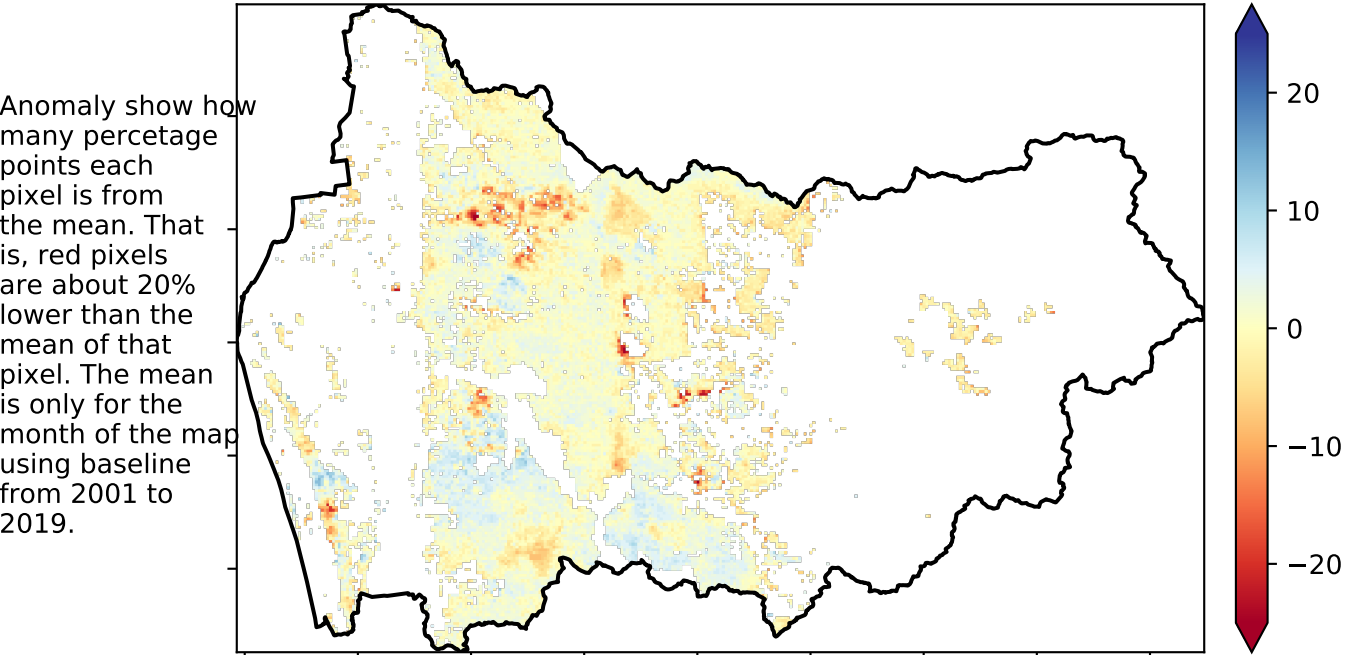 Anomaly show how
many percetage
points each
pixel is from
the mean. That
is, red pixels
are about 20%
lower than the
mean of that
pixel. The mean
is only for the
month of the map
using baseline
from 2001 to
2019.
20
10
0
−10
−20